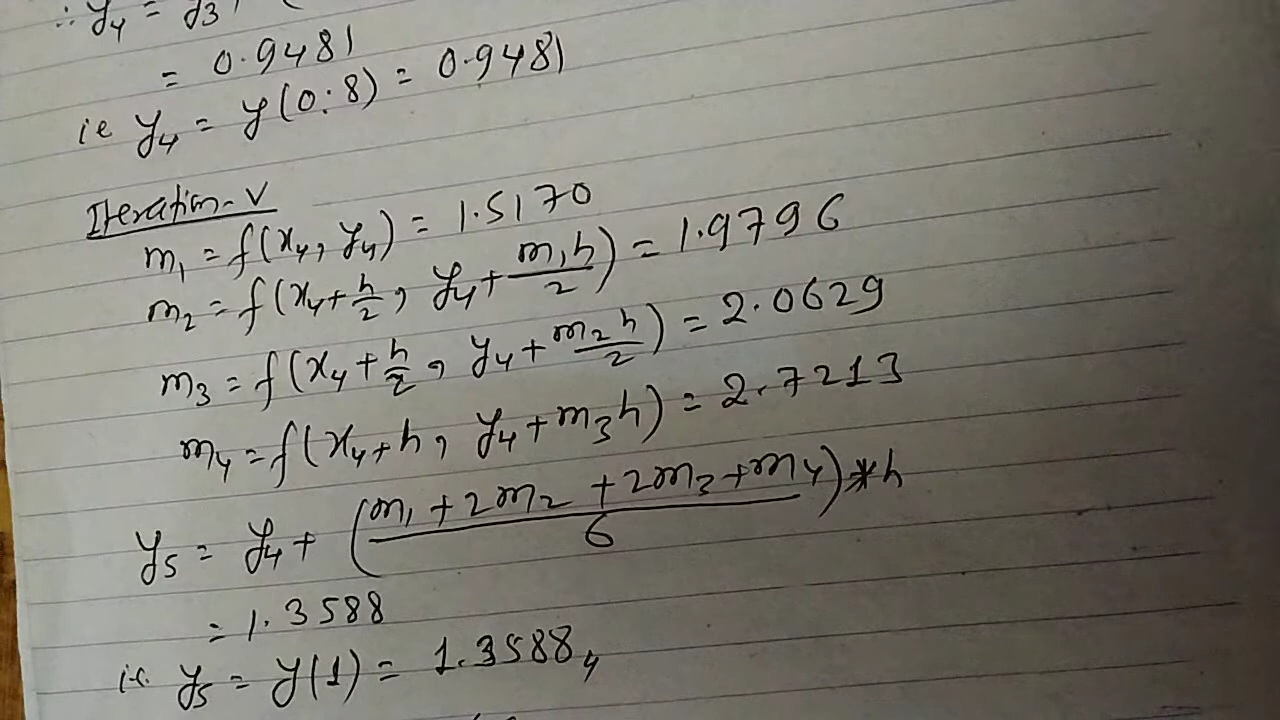 ∴ y₄ = y₃ + (
= 0.9481
i.e y₄ = y(0.8) = 0.9481
Iteration-V
m₁ = f(x₄, y₄) = 1.5170
m₂ = f(x₄+h/2, y₄+m₁h/2) = 1.9796
m₃ = f(x₄+h/2, y₄+m₂h/2) = 2.0629
m₄ = f(x₄+h, y₄+m₃h) = 2.7213
y₅ = y₄ + ((m₁+2m₂+2m₃+m₄)/6)*h
= 1.3588
i.e. y₅ = y(1) = 1.3588